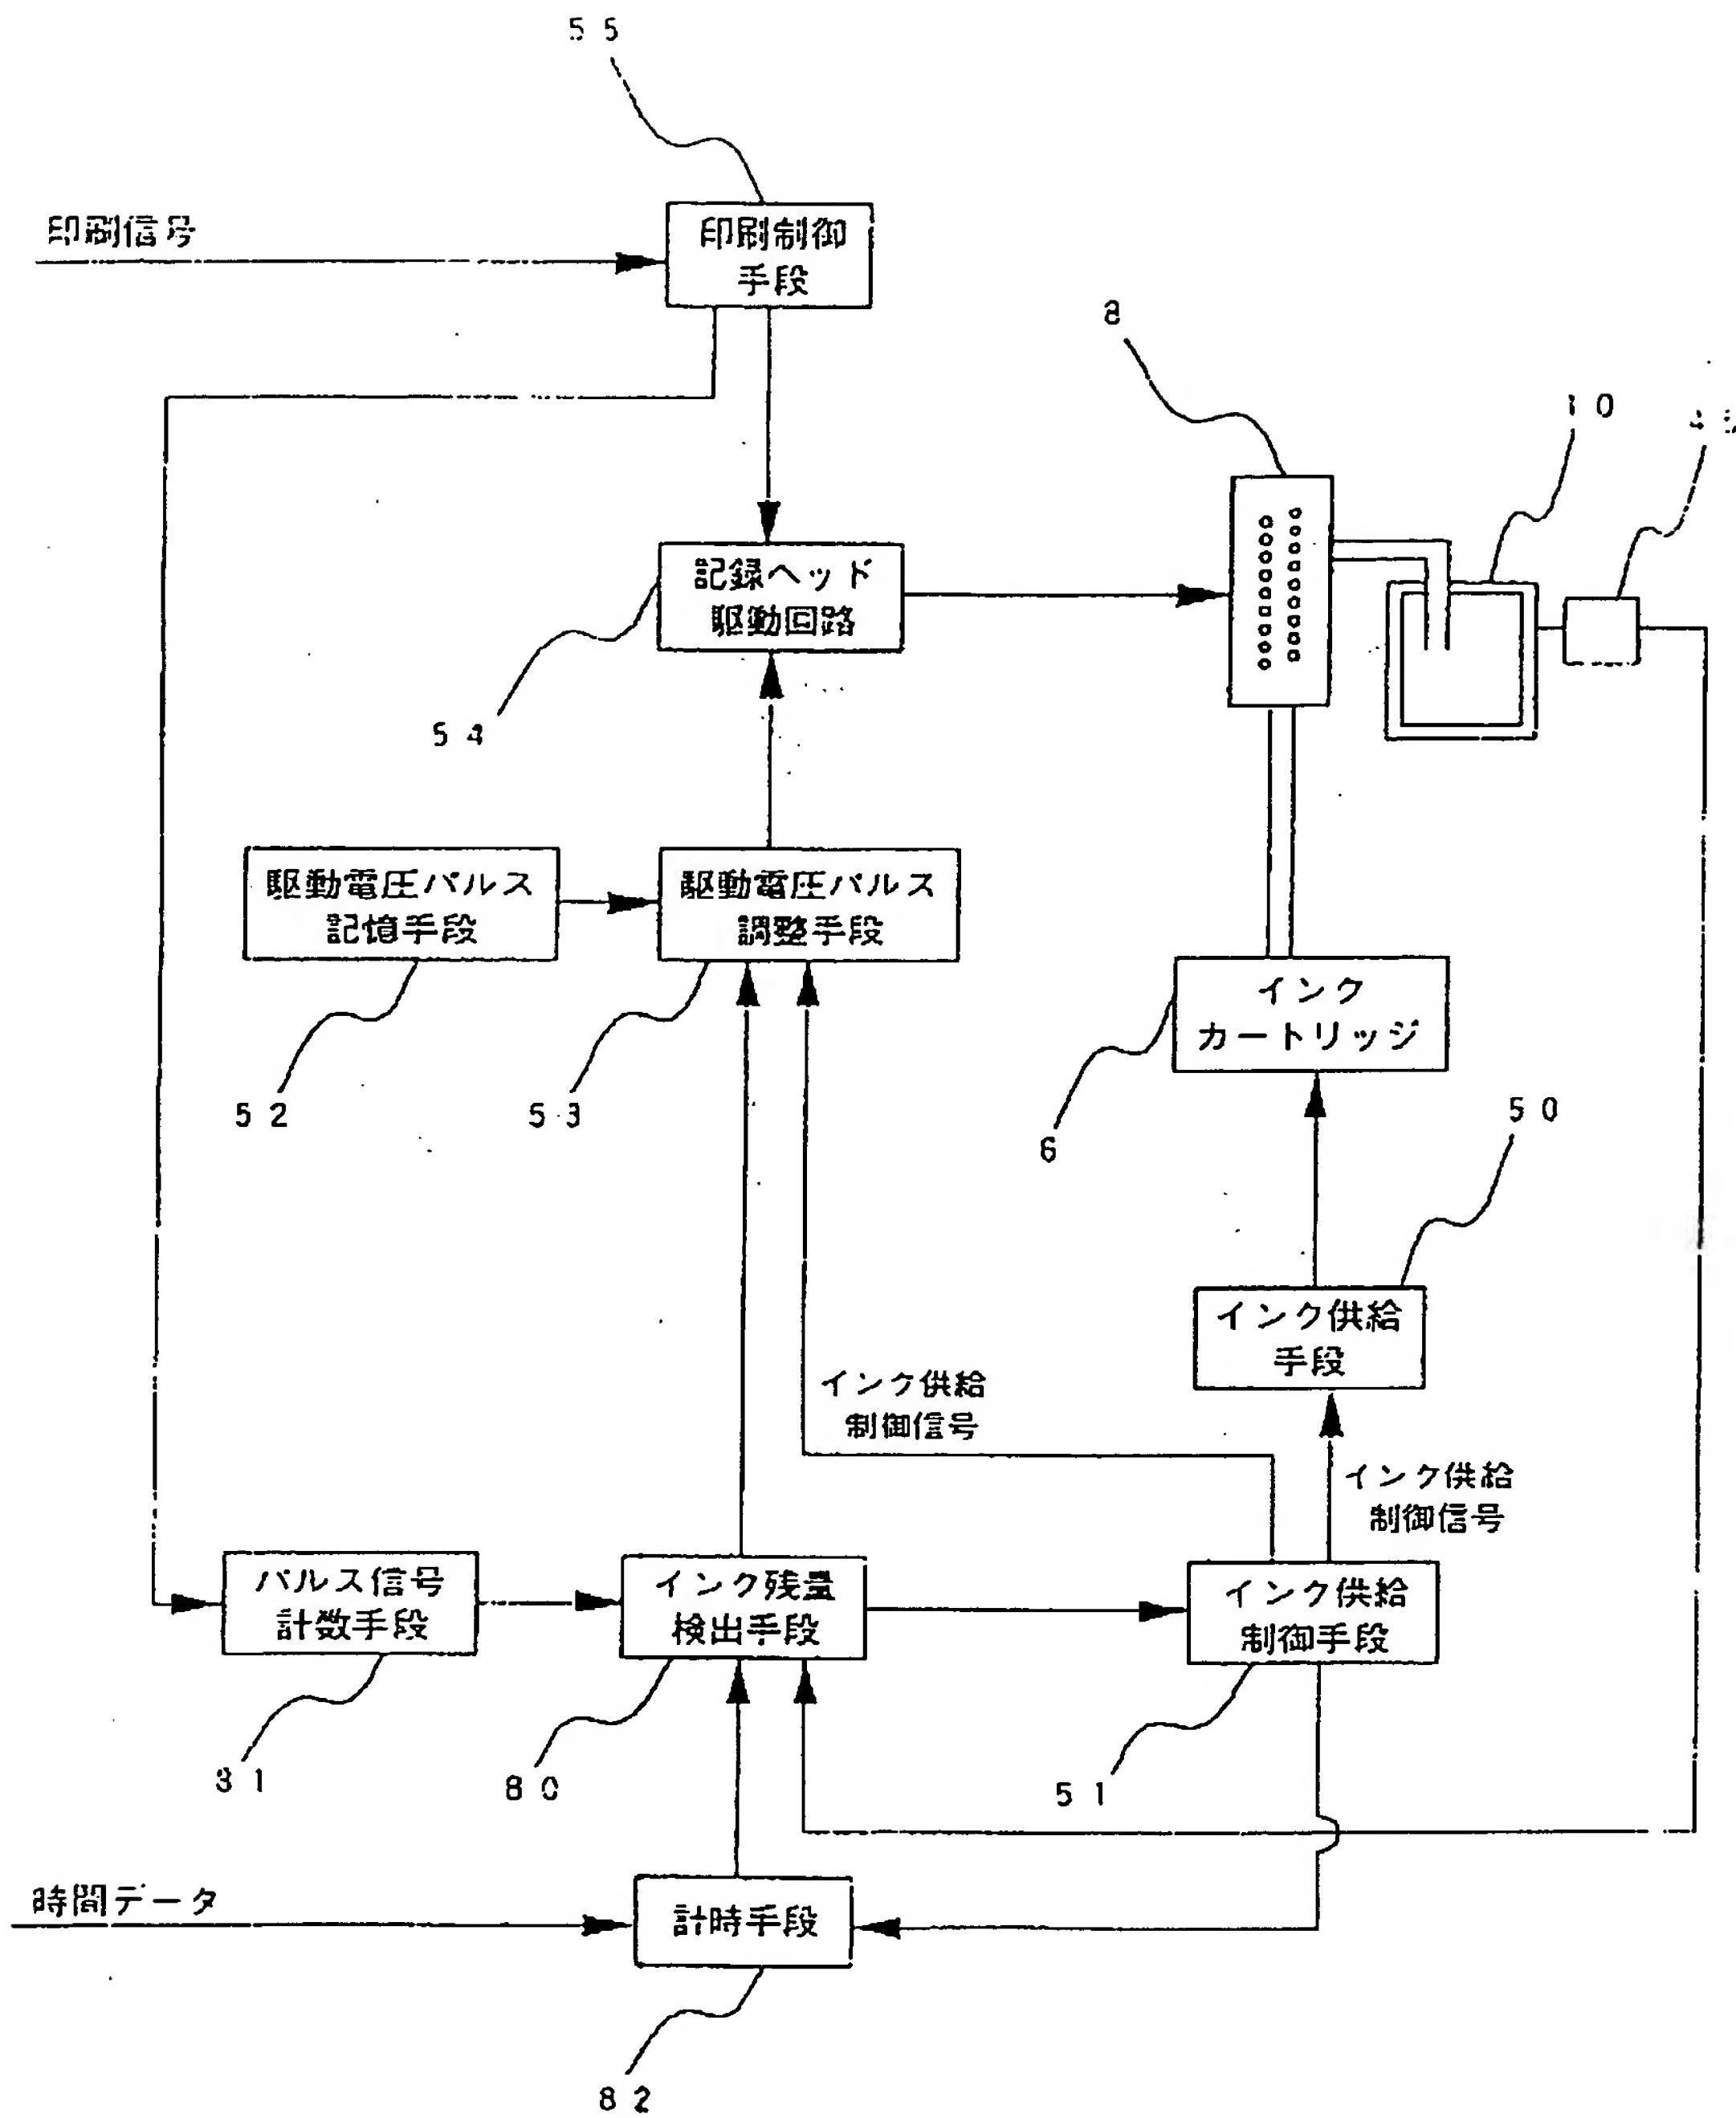 55
印刷信号
印刷制御
手段
8
10
記録ヘッド
駆動回路
54
駆動電圧パルス
記憶手段
駆動電圧パルス
調整手段
インク
カートリッジ
52
53
6
50
インク供給
手段
インク供給
制御信号
インク供給
制御信号
パルス信号
計数手段
インク残量
検出手段
インク供給
制御手段
81
80
51
時間データ
計時手段
82